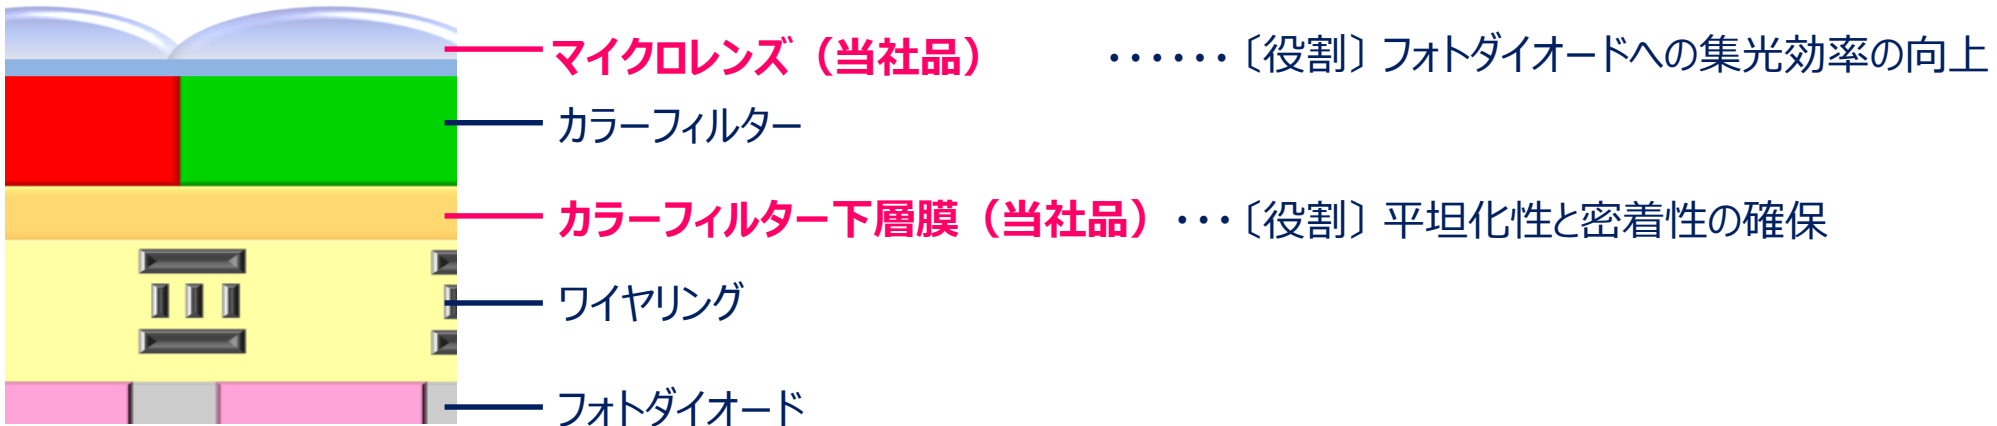 マイクロレンズ（当社品） ・・・・・・〔役割〕フォトダイオードへの集光効率の向上
カラーフィルター
カラーフィルター下層膜（当社品）・・・〔役割〕平坦化性と密着性の確保
ワイヤリング
フォトダイオード